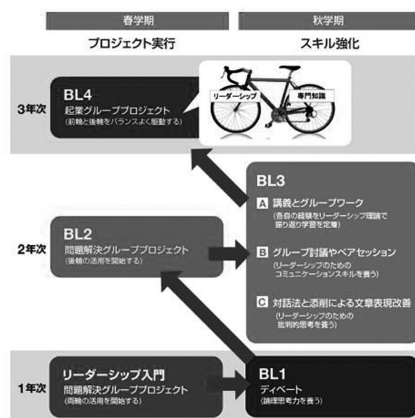 春学期
秋学期
プロジェクト実行
スキル強化
3年次
BL4
起業グループプロジェクト
(前輪と後輪をバランスよく駆動する)
リーダーシップ
専門知識
2年次
BL2
問題解決グループプロジェクト
(後輪の活用を開始する)
BL3
A 講義とグループワーク
(各自の経験をリーダーシップ理論で
振り返り学習を定着)
B グループ討議やペアセッション
(リーダーシップのための
コミュニケーションスキルを養う)
C 対話法と添削による文章表現改善
(リーダーシップのための
批判的思考を養う)
1年次
リーダーシップ入門
問題解決グループプロジェクト
(両輪の活用を開始する)
BL1
ディベート
(論理思考力を養う)